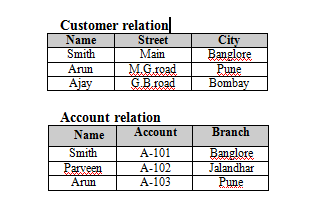 Customer relation
Name Street City
Smith Main Banglore
Arun M.G.road Pune
Ajay G.B.road Bombay
Account relation
Name Account Branch
Smith A-101 Banglore
Parveen A-102 Jalandhar
Arun A-103 Pune